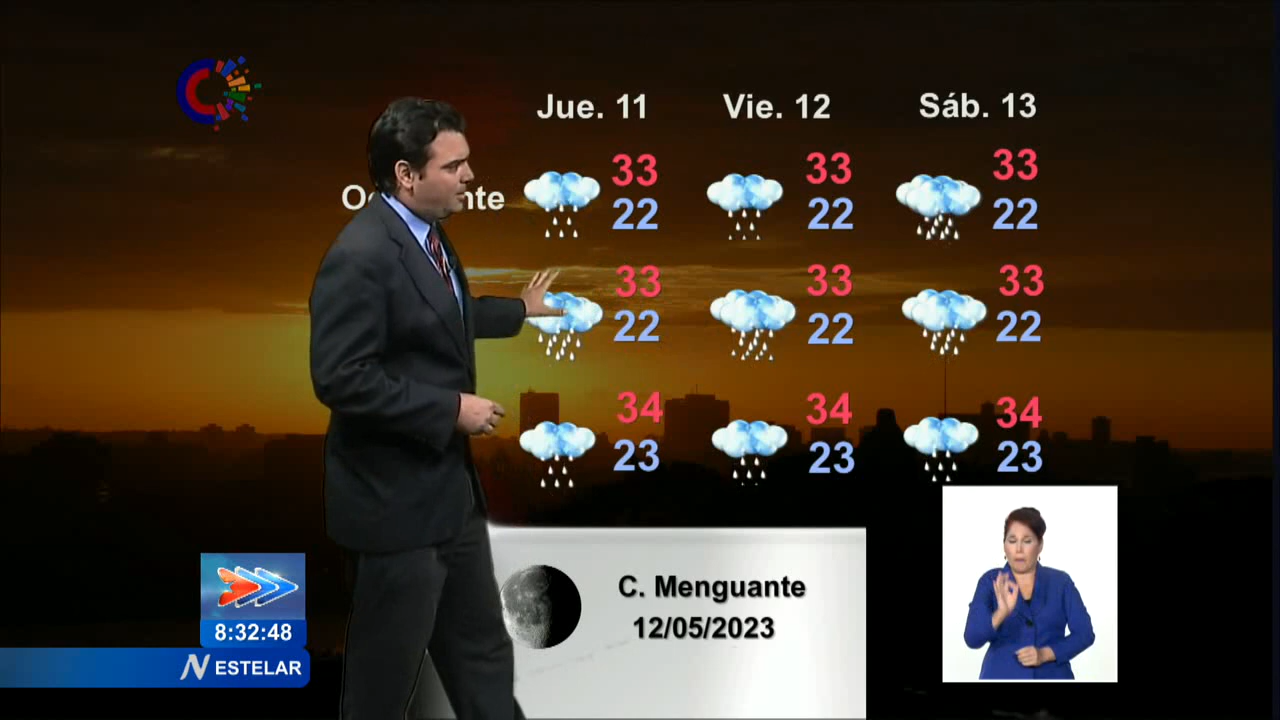 Jue. 11 Vie. 12 Sáb. 13
33 33 33
22 22 22
33 33 33
22 22 22
34 34 34
23 23 23
C. Menguante
12/05/2023
8:32:48
N ESTELAR